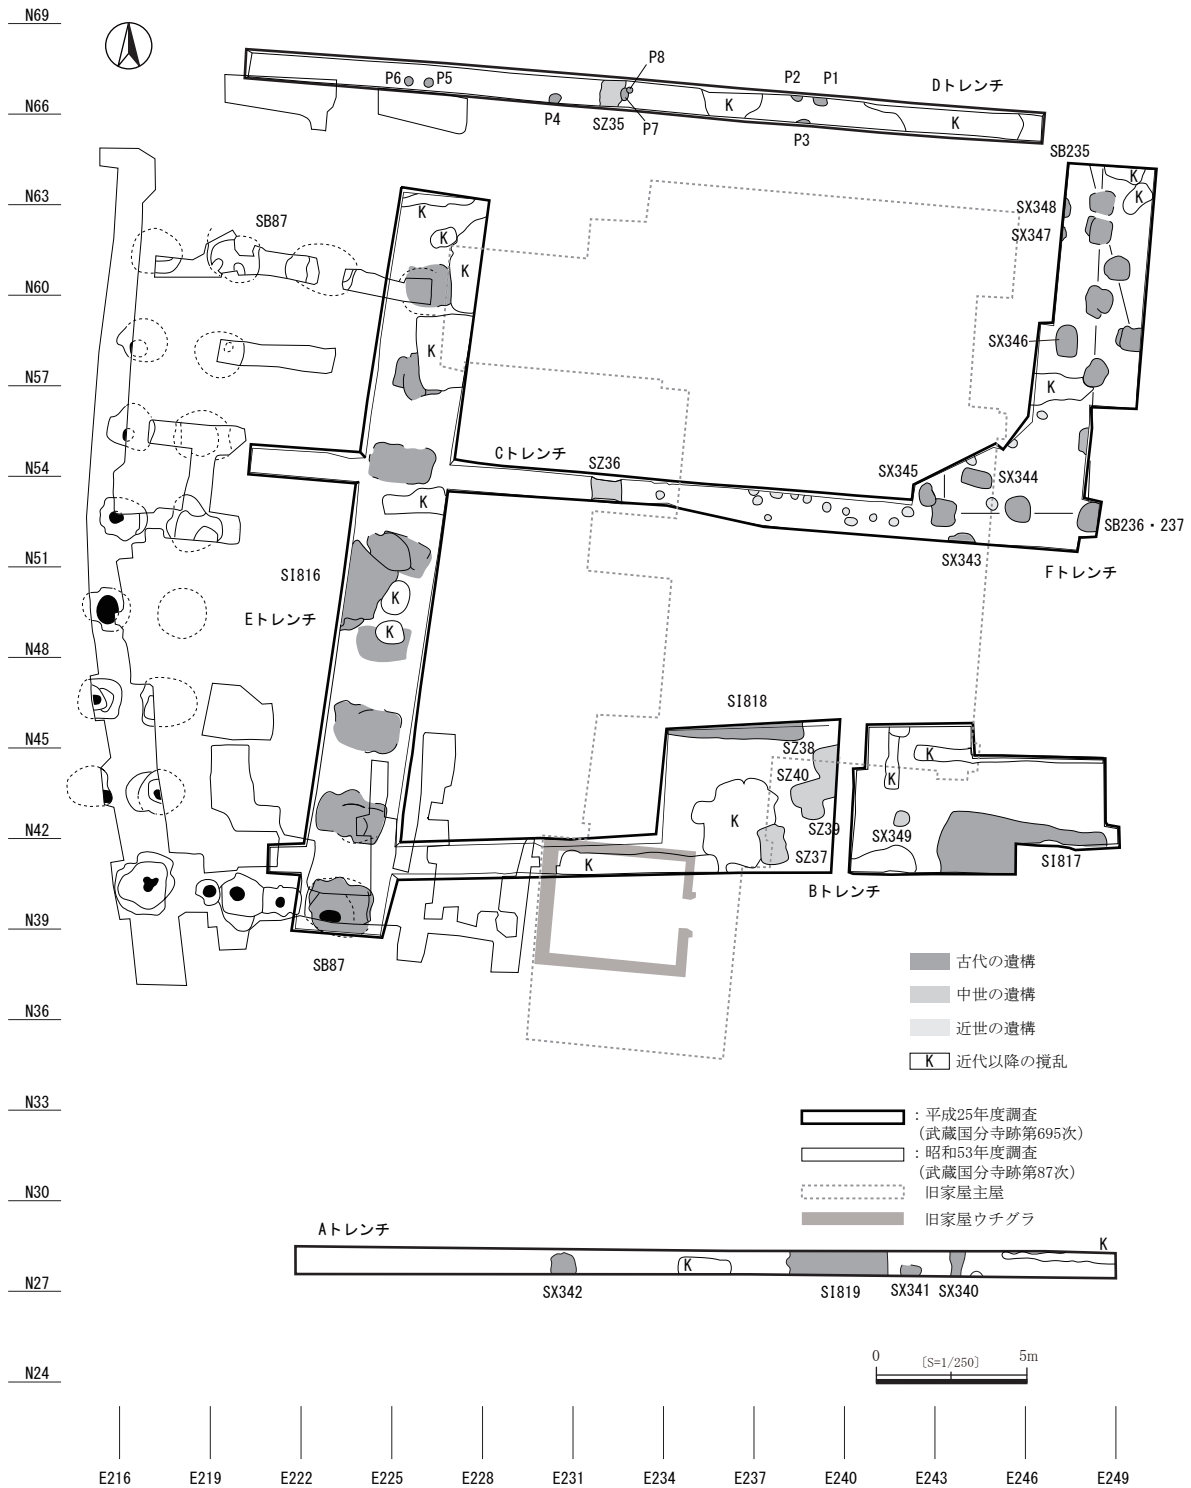 N69
P8
P6
P5
P2
P1
Dトレンチ
K
K
N66
P4
SZ35
P7
P3
SB235
K
K
N63
SX348
K
SB87
SX347
K
K
N60
SX346
K
N57
K
Cトレンチ
SZ36
SX345
SX344
N54
K
SB236・237
SX343
N51
Fトレンチ
SI816
K
Eトレンチ
K
N48
SI818
N45
SZ38
K
SZ40
K
K
SZ39
SX349
N42
SZ37
SI817
K
Bトレンチ
N39
SB87
古代の遺構
中世の遺構
N36
近世の遺構
K 近代以降の撹乱
N33
：平成25年度調査
（武蔵国分寺跡第695次）
：昭和53年度調査
（武蔵国分寺跡第87次）
N30
旧家屋主屋
旧家屋ウチグラ
Aトレンチ
K
K
N27
SX342
SI819
SX341
SX340
N24
0 〔S=1/250〕 5m
E216 E219 E222 E225 E228 E231 E234 E237 E240 E243 E246 E249